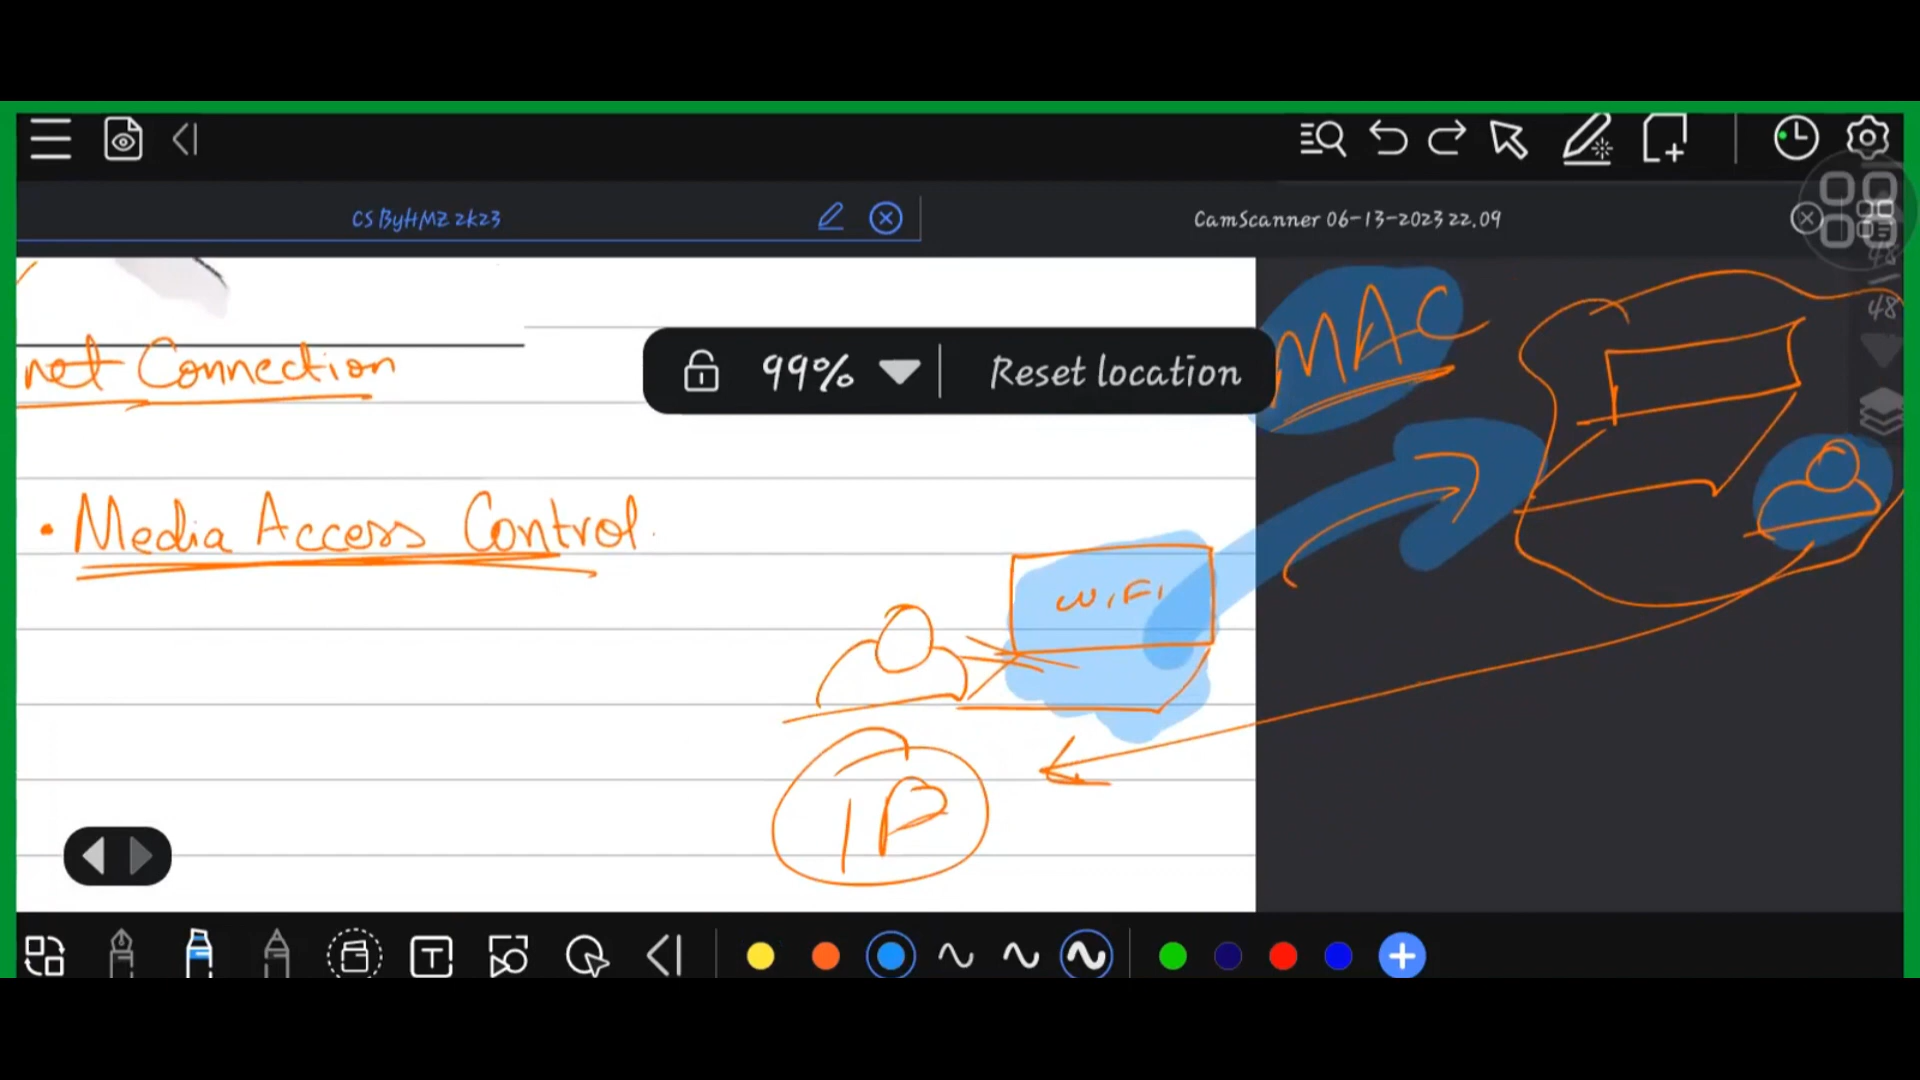 CS ByHMZ 2k23
CamScanner 06-13-2023 22.09
48
48
net Connection
99%
Reset location
MAC
• Media Access Control.
WiFi
IP